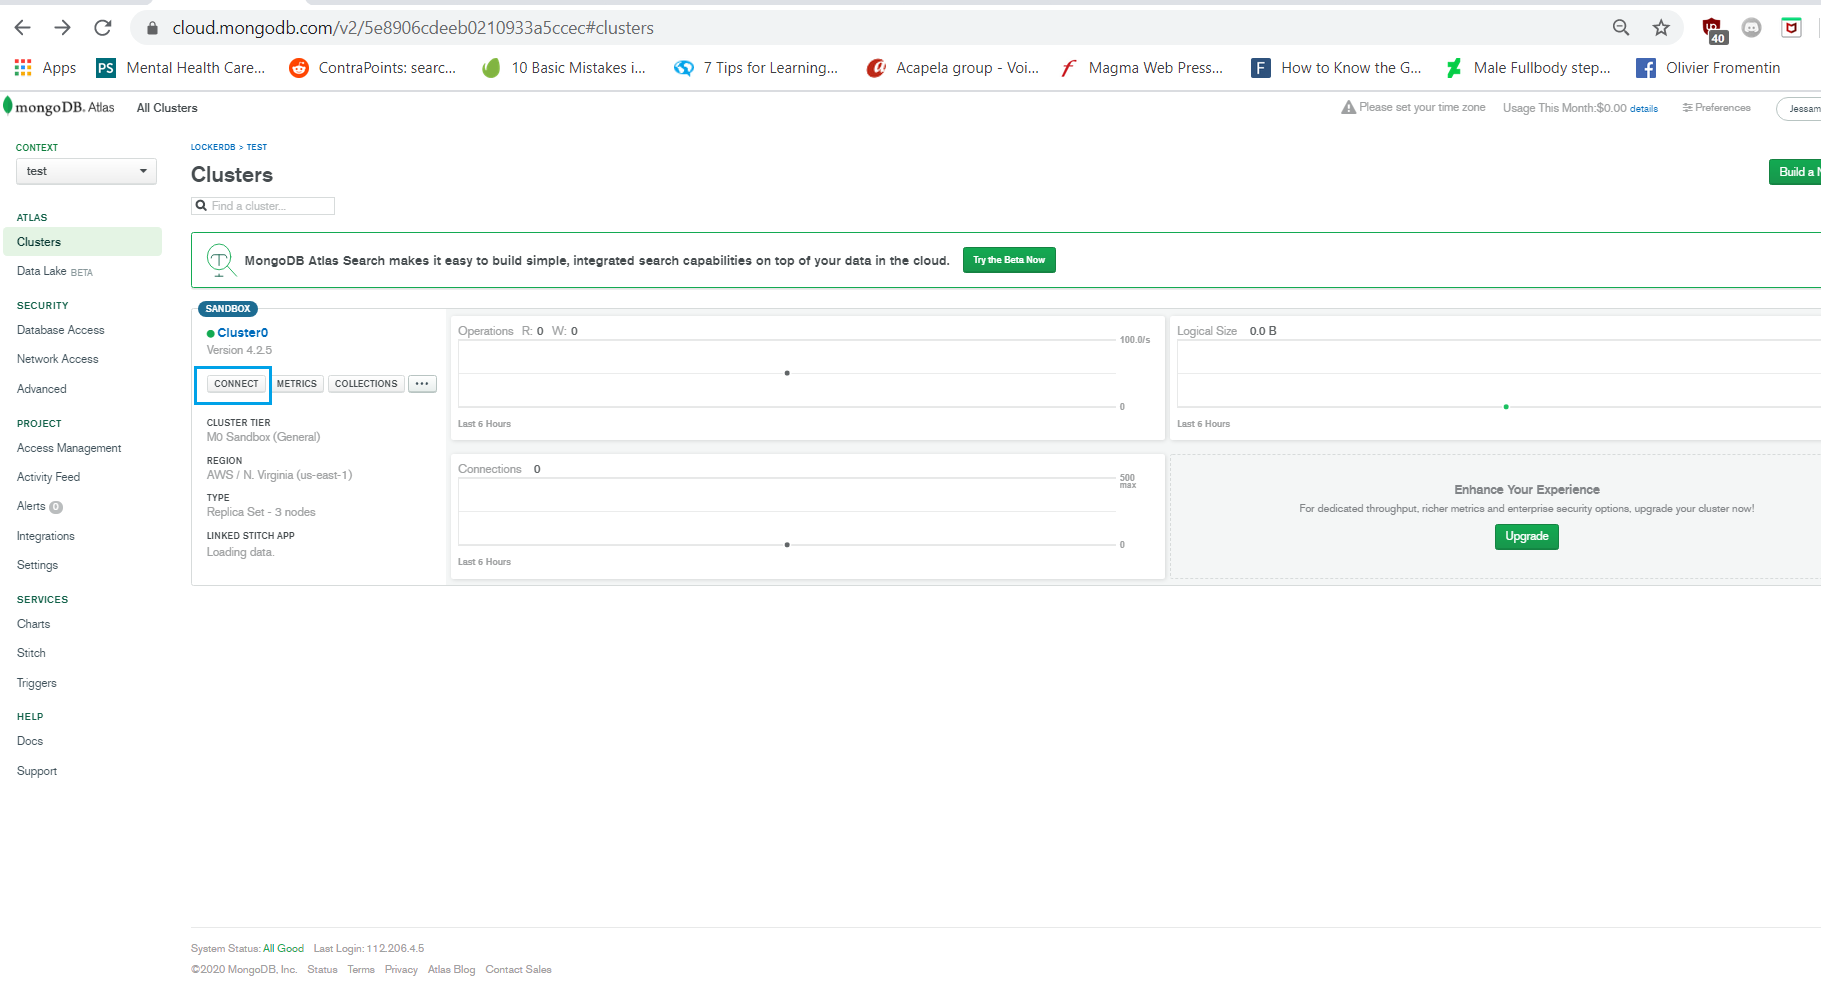 cloud.mongodb.com/v2/5e8906cdeeb0210933a5ccec#clusters
40
Apps
PS Mental Health Care...
ContraPoints: searc...
10 Basic Mistakes i...
7 Tips for Learning...
Acapela group - Voi...
Magma Web Press...
F How to Know the G...
Male Fullbody step...
Olivier Fromentin
mongoDB. Atlas
All Clusters
Please set your time zone
Usage This Month:$0.00 details
Preferences
Jessam
CONTEXT
test
ATLAS
Clusters
Data Lake BETA
SECURITY
Database Access
Network Access
Advanced
PROJECT
Access Management
Activity Feed
Alerts 0
Integrations
Settings
SERVICES
Charts
Stitch
Triggers
HELP
Docs
Support
LOCKERDB > TEST
Clusters
Build a N
Find a cluster...
MongoDB Atlas Search makes it easy to build simple, integrated search capabilities on top of your data in the cloud.
Try the Beta Now
SANDBOX
Cluster0
Version 4.2.5
CONNECT METRICS COLLECTIONS ...
CLUSTER TIER
M0 Sandbox (General)
REGION
AWS / N. Virginia (us-east-1)
TYPE
Replica Set - 3 nodes
LINKED STITCH APP
Loading data.
Operations R: 0 W: 0
100.0/s
0
Last 6 Hours
Logical Size 0.0 B
Last 6 Hours
Connections 0
500
max
0
Last 6 Hours
Enhance Your Experience
For dedicated throughput, richer metrics and enterprise security options, upgrade your cluster now!
Upgrade
System Status: All Good Last Login: 112.206.4.5
©2020 MongoDB, Inc. Status Terms Privacy Atlas Blog Contact Sales